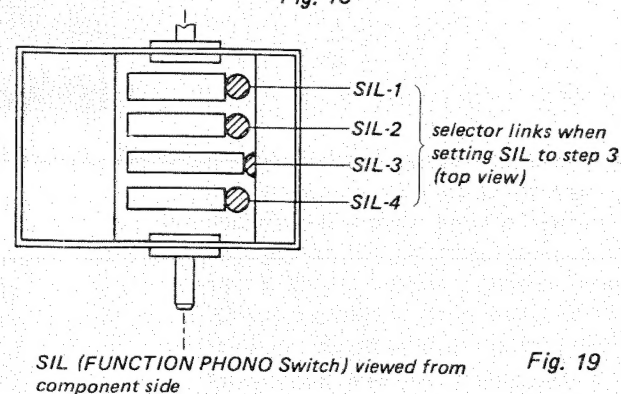 SIL-1
SIL-2
SIL-3
SIL-4
selector links when
setting SIL to step 3
(top view)
SIL (FUNCTION PHONO Switch) viewed from
component side
Fig. 19